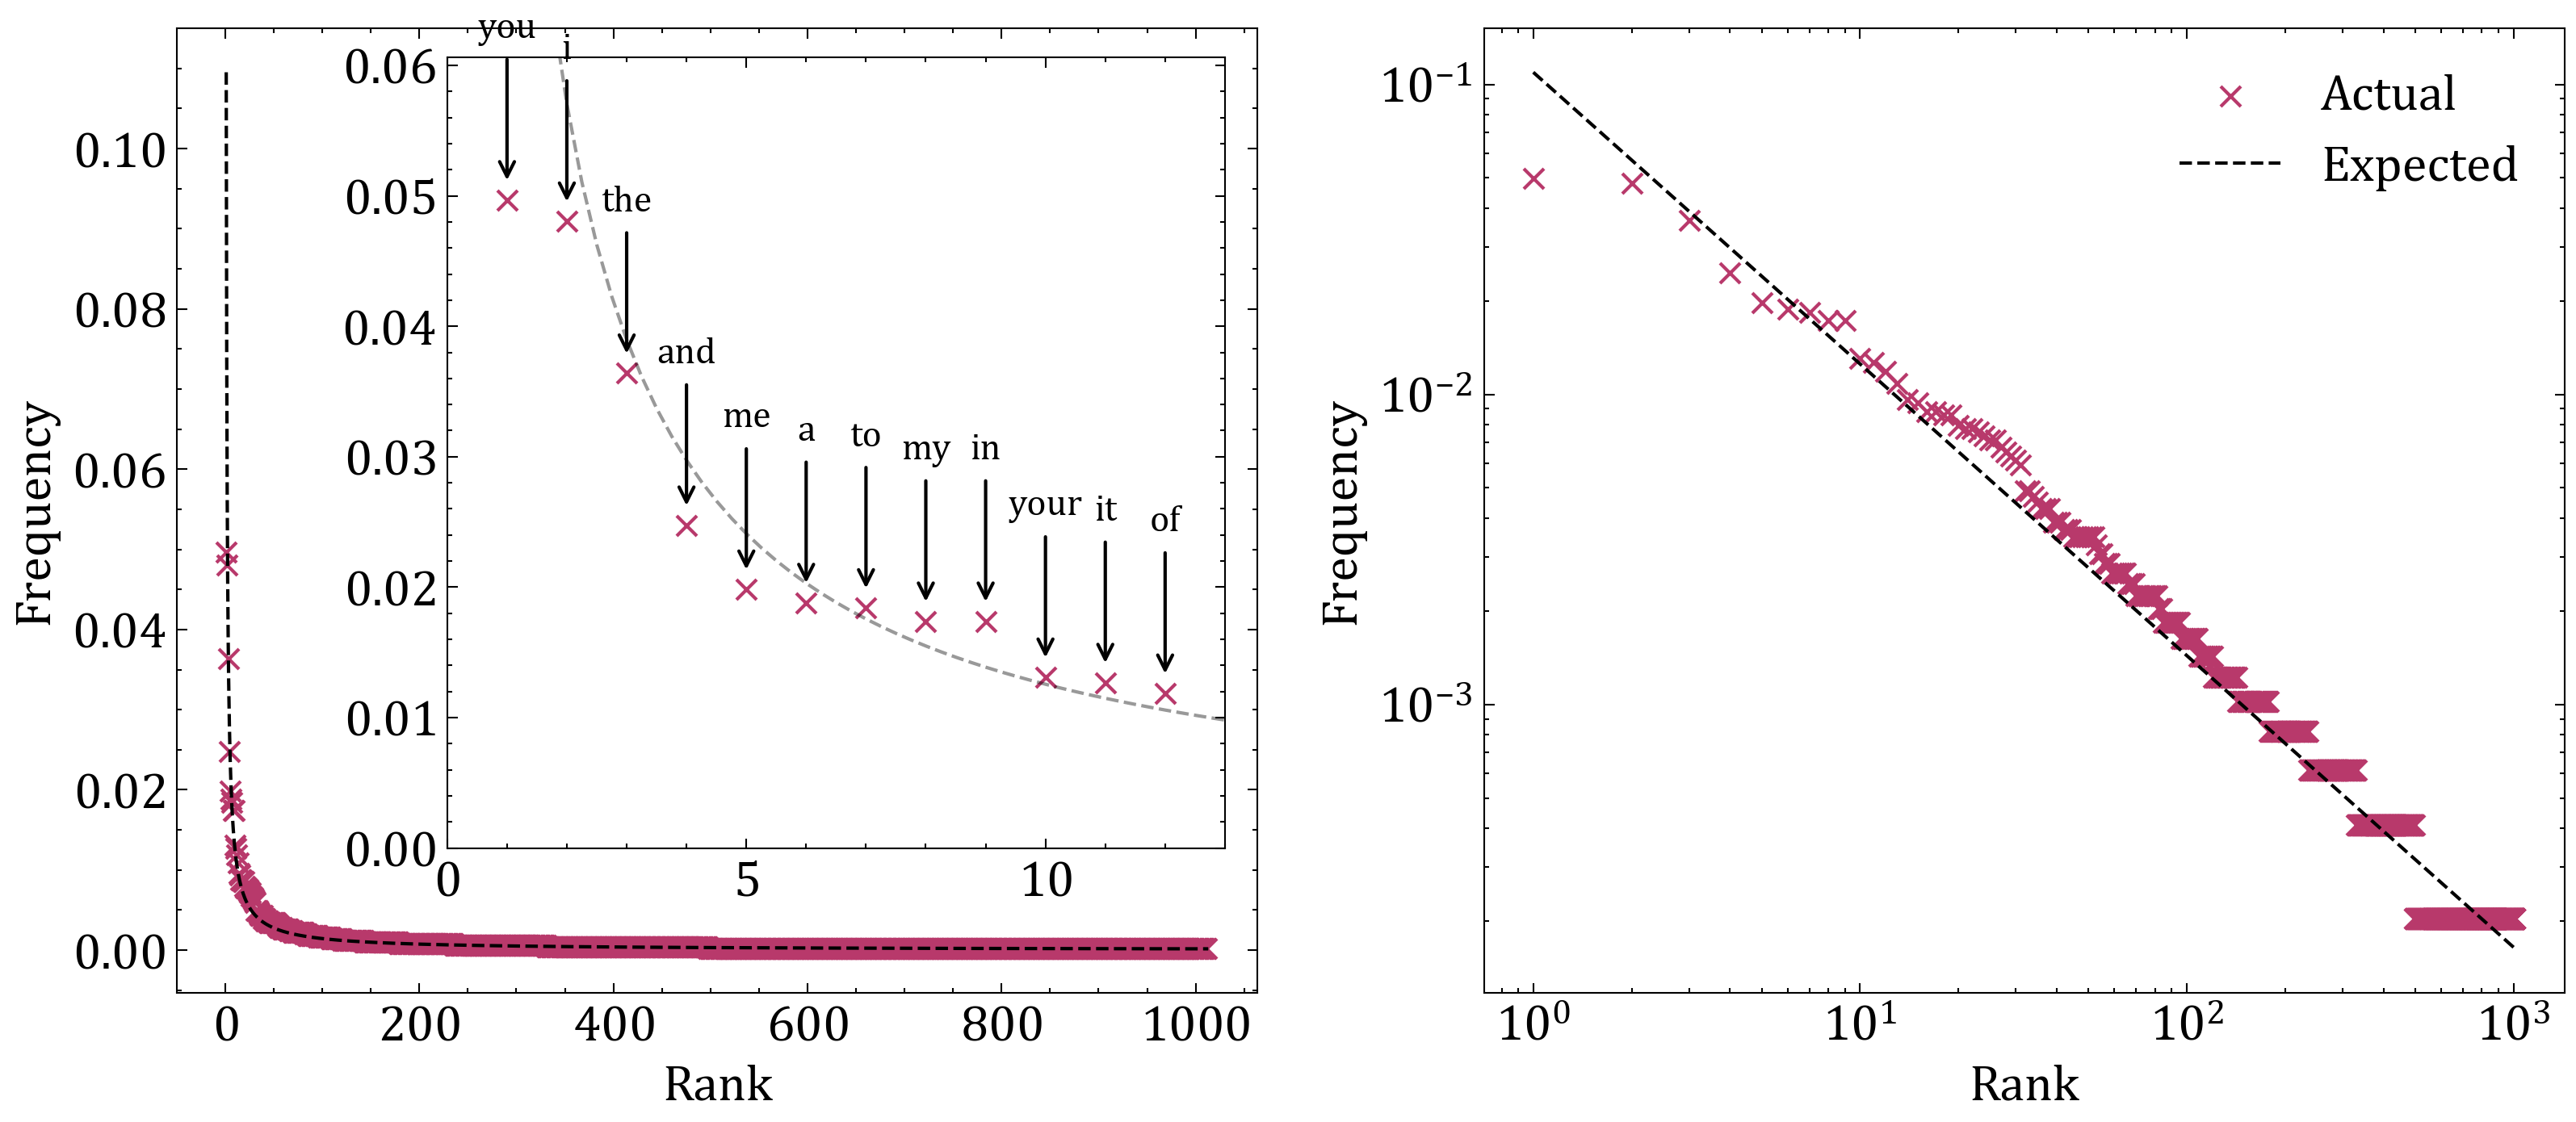 you
i
the
and
me
a
to
my
in
your
it
of
0.06
0.05
0.04
0.03
0.02
0.01
0.00
0
5
10
0.10
0.08
0.06
0.04
0.02
0.00
Frequency
0
200
400
600
800
1000
Rank
Actual
Expected
10⁻¹
10⁻²
10⁻³
Frequency
10⁰
10¹
10²
10³
Rank